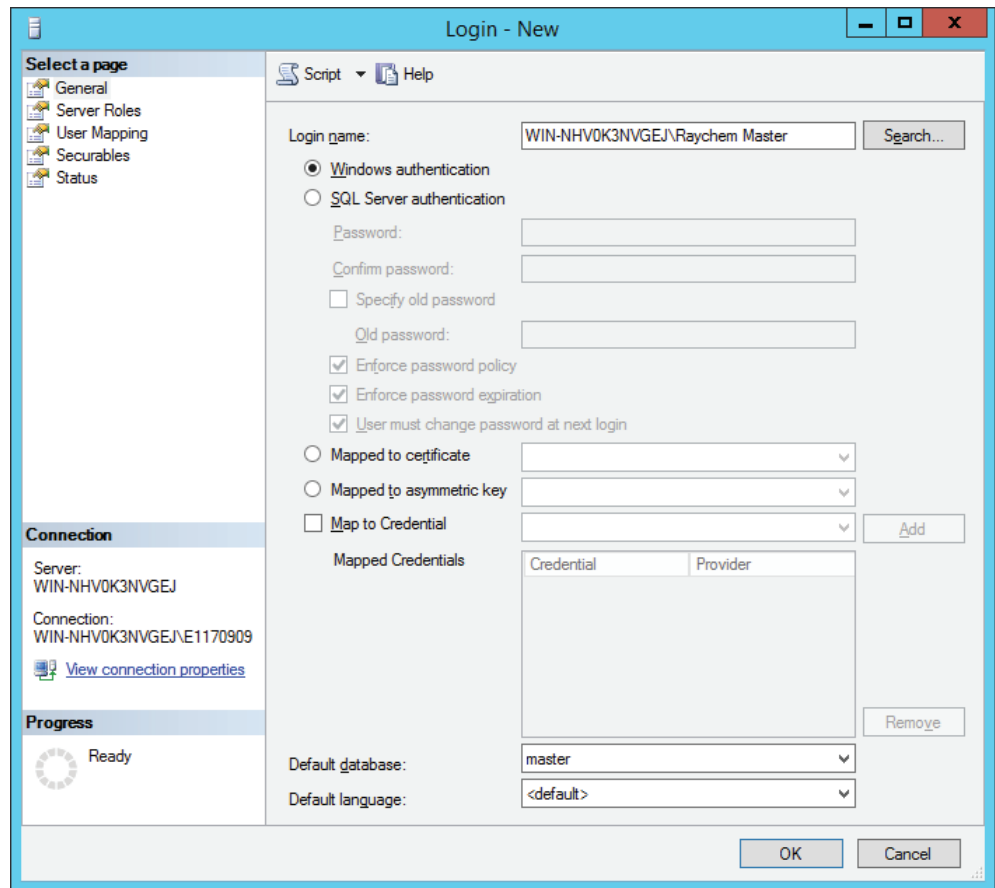 Login - New
Select a page
General
Server Roles
User Mapping
Securables
Status
Script
Help
Login name:
WIN-NHV0K3NVGEJ\Raychem Master
Search...
Windows authentication
SQL Server authentication
Password:
Confirm password:
Specify old password
Old password:
Enforce password policy
Enforce password expiration
User must change password at next login
Mapped to certificate
Mapped to asymmetric key
Map to Credential
Add
Mapped Credentials
Credential Provider
Remove
Default database:
master
Default language:
<default>
Connection
Server:
WIN-NHV0K3NVGEJ
Connection:
WIN-NHV0K3NVGEJ\E1170909
View connection properties
Progress
Ready
OK
Cancel